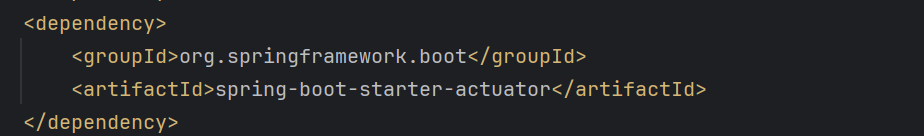 <dependency>
    <groupId>org.springframework.boot</groupId>
    <artifactId>spring-boot-starter-actuator</artifactId>
</dependency>